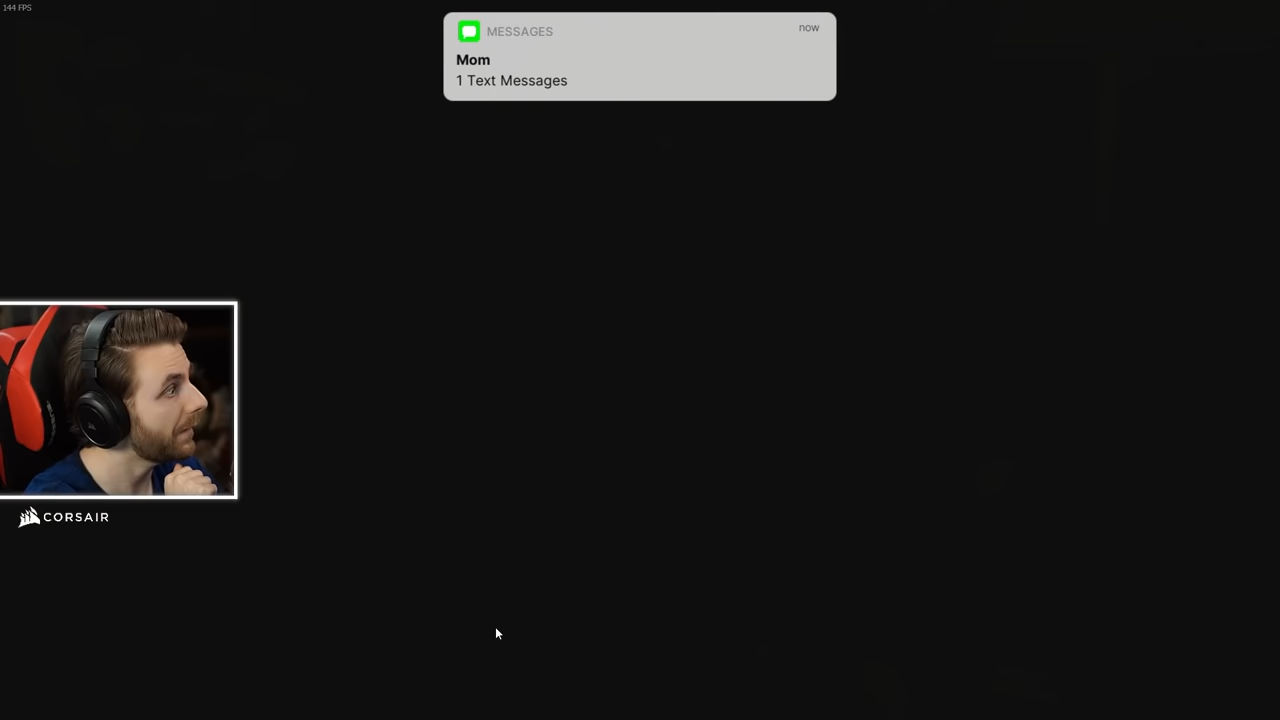 144 FPS
MESSAGES
now
Mom
1 Text Messages
CORSAIR